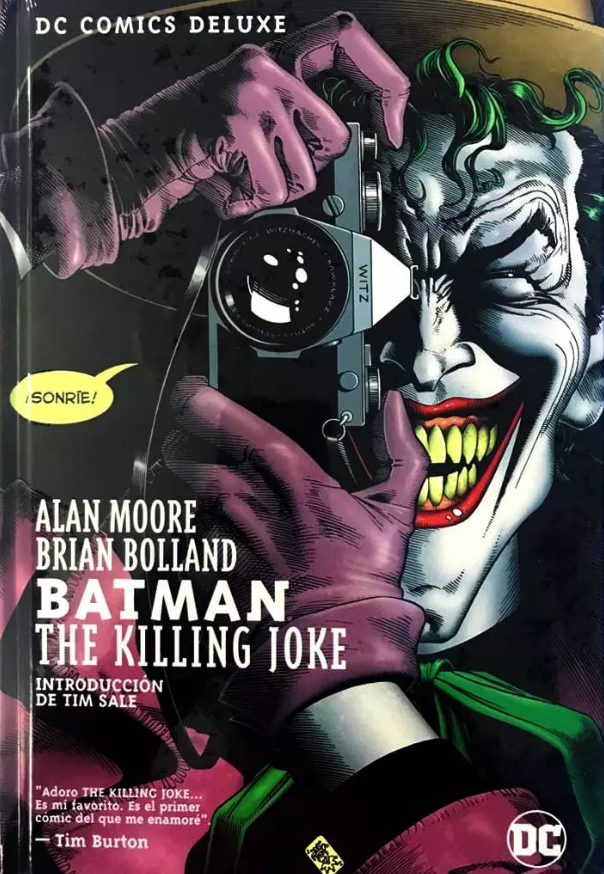 DC COMICS DELUXE
WITZ
¡SONRÍE!
ALAN MOORE
BRIAN BOLLAND
BATMAN
THE KILLING JOKE
INTRODUCCIÓN
DE TIM SALE
"Adoro THE KILLING JOKE...
Es mi favorito. Es el primer
cómic del que me enamoré".
— Tim Burton
DC